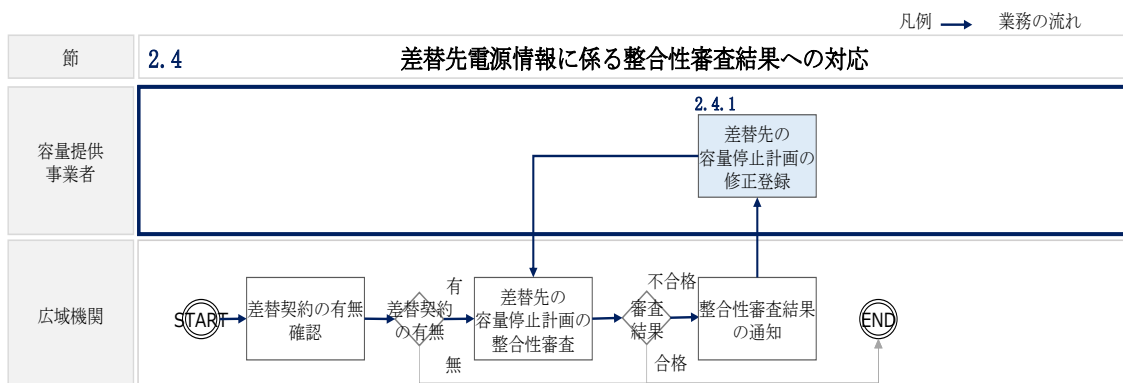 凡例 業務の流れ
節
2.4 差替先電源情報に係る整合性審査結果への対応
容量提供
事業者
2.4.1
差替先の
容量停止計画の
修正登録
広域機関
START
差替契約の有無
確認
差替契約
の有無
有
無
差替先の
容量停止計画の
整合性審査
審査
結果
不合格
合格
整合性審査結果
の通知
END